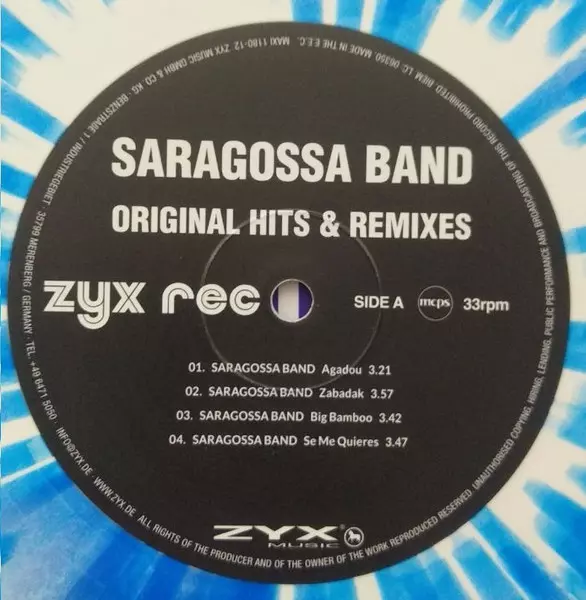 SARAGOSSA BAND
ORIGINAL HITS & REMIXES
zyx rec
SIDE A mcps 33rpm
01. SARAGOSSA BAND Agadou 3.21
02. SARAGOSSA BAND Zabadak 3.57
03. SARAGOSSA BAND Big Bamboo 3.42
04. SARAGOSSA BAND Se Me Quieres 3.47
ZYX®
MUSIC
MAXI 1180-12 · ZYX MUSIC GMBH & CO. KG · BENZSTRAßE 1 / INDUSTRIEGEBIET · 35799 MERENBERG / GERMANY · TEL. +49 6471 5050 · INFO@ZYX.DE · WWW.ZYX.DE ALL RIGHTS OF THE PRODUCER AND OF THE OWNER OF THE WORK REPRODUCED RESERVED. UNAUTHORISED COPYING, HIRING, LENDING, PUBLIC PERFORMANCE AND BROADCASTING OF THIS RECORD PROHIBITED. BIEM. LC. 06350. MADE IN THE E.E.C.